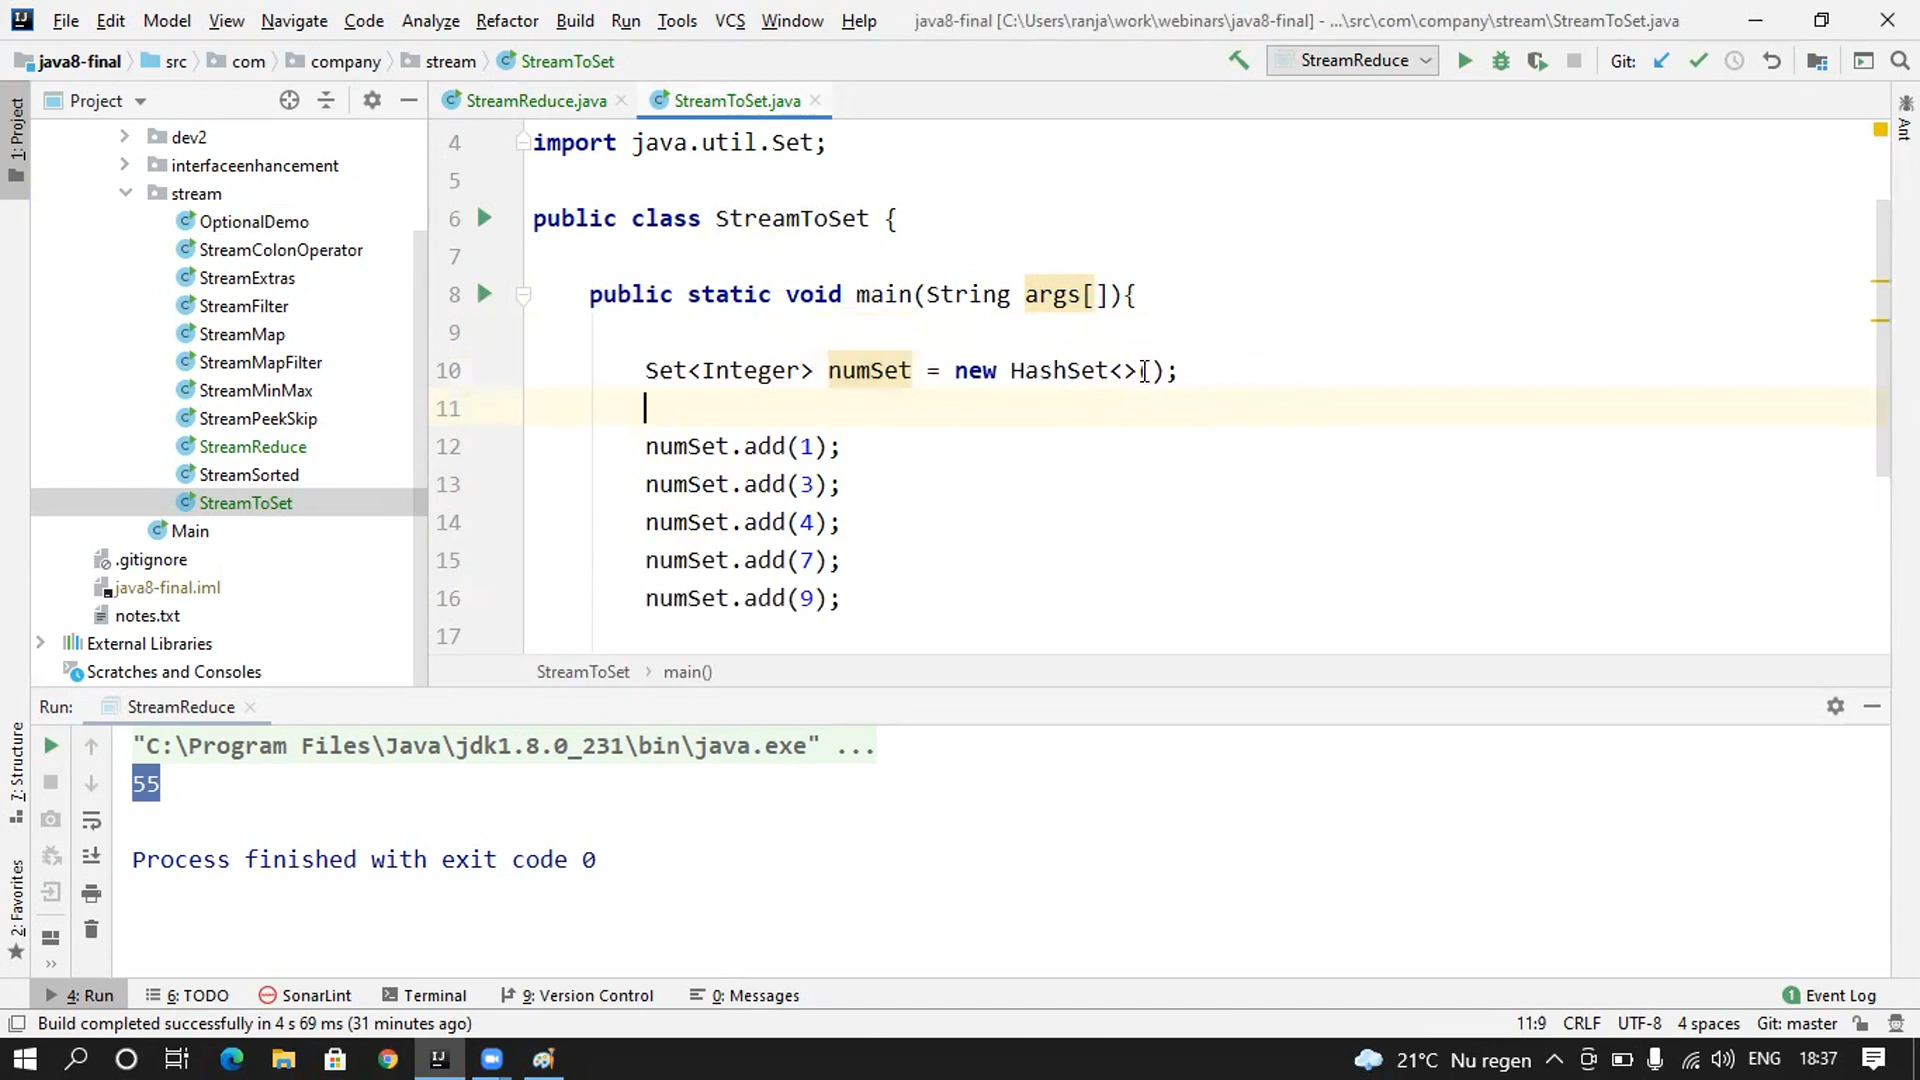 File Edit Model View Navigate Code Analyze Refactor Build Run Tools VCS Window Help java8-final [C:\Users\ranja\work\webinars\java8-final] - ...\src\com\company\stream\StreamToSet.java
java8-final src com company stream StreamToSet StreamReduce Git:
Project StreamReduce.java StreamToSet.java
1: Project
Ant
dev2
interfaceenhancement
stream
OptionalDemo
StreamColonOperator
StreamExtras
StreamFilter
StreamMap
StreamMapFilter
StreamMinMax
StreamPeekSkip
StreamReduce
StreamSorted
StreamToSet
Main
.gitignore
java8-final.iml
notes.txt
External Libraries
Scratches and Consoles
4 import java.util.Set;
5
6 public class StreamToSet {
7
8 public static void main(String args[]){
9
10 Set<Integer> numSet = new HashSet<>();
11
12 numSet.add(1);
13 numSet.add(3);
14 numSet.add(4);
15 numSet.add(7);
16 numSet.add(9);
17
StreamToSet main()
Run: StreamReduce
7: Structure
2: Favorites
"C:\Program Files\Java\jdk1.8.0_231\bin\java.exe" ...
55
Process finished with exit code 0
4: Run 6: TODO SonarLint Terminal 9: Version Control 0: Messages 1 Event Log
Build completed successfully in 4 s 69 ms (31 minutes ago) 11:9 CRLF UTF-8 4 spaces Git: master
21°C Nu regen ENG 18:37